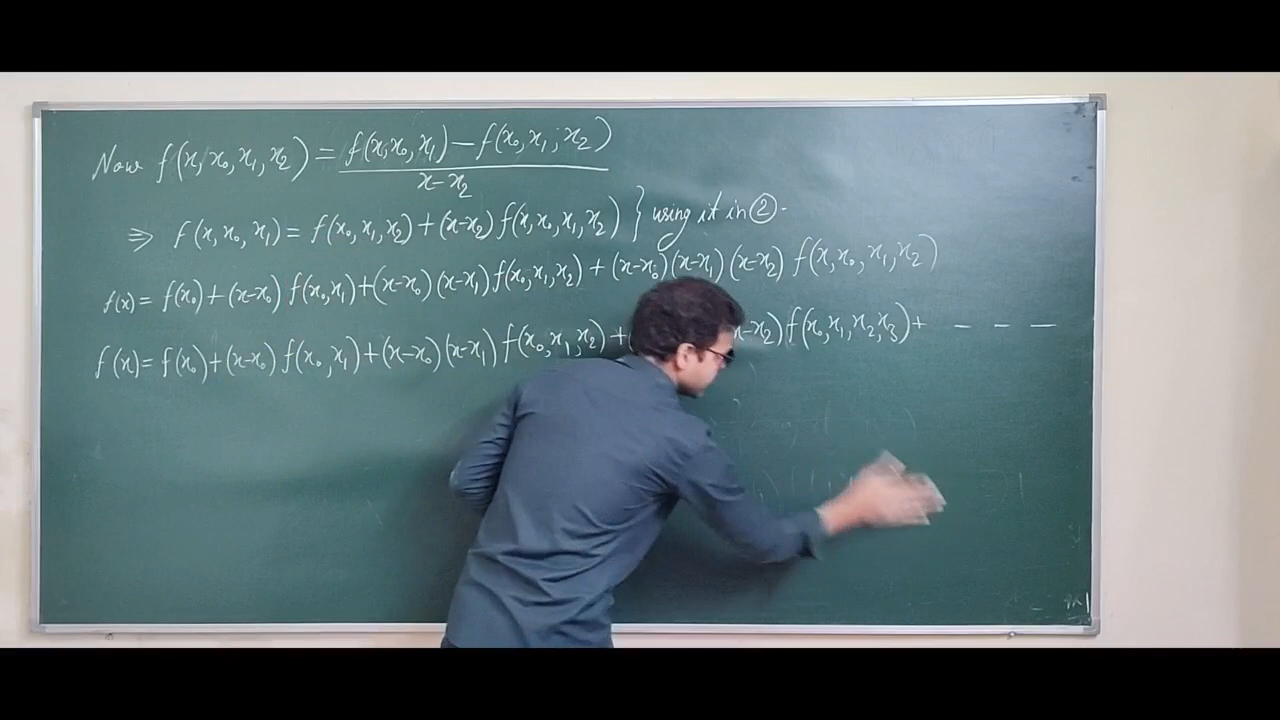 Now f(x, x₀, x₁, x₂) = \frac{f(x, x₀, x₁) - f(x₀, x₁, x₂)}{x - x₂}
⇒ f(x, x₀, x₁) = f(x₀, x₁, x₂) + (x-x₂) f(x, x₀, x₁, x₂) } using it in ②.
f(x) = f(x₀) + (x-x₀) f(x₀, x₁) + (x-x₀) (x-x₁) f(x₀, x₁, x₂) + (x-x₀) (x-x₁) (x-x₂) f(x, x₀, x₁, x₂)
f(x) = f(x₀) + (x-x₀) f(x₀, x₁) + (x-x₀) (x-x₁) f(x₀, x₁, x₂) + ( x-x₂) f(x₀, x₁, x₂, x₃) + - - -